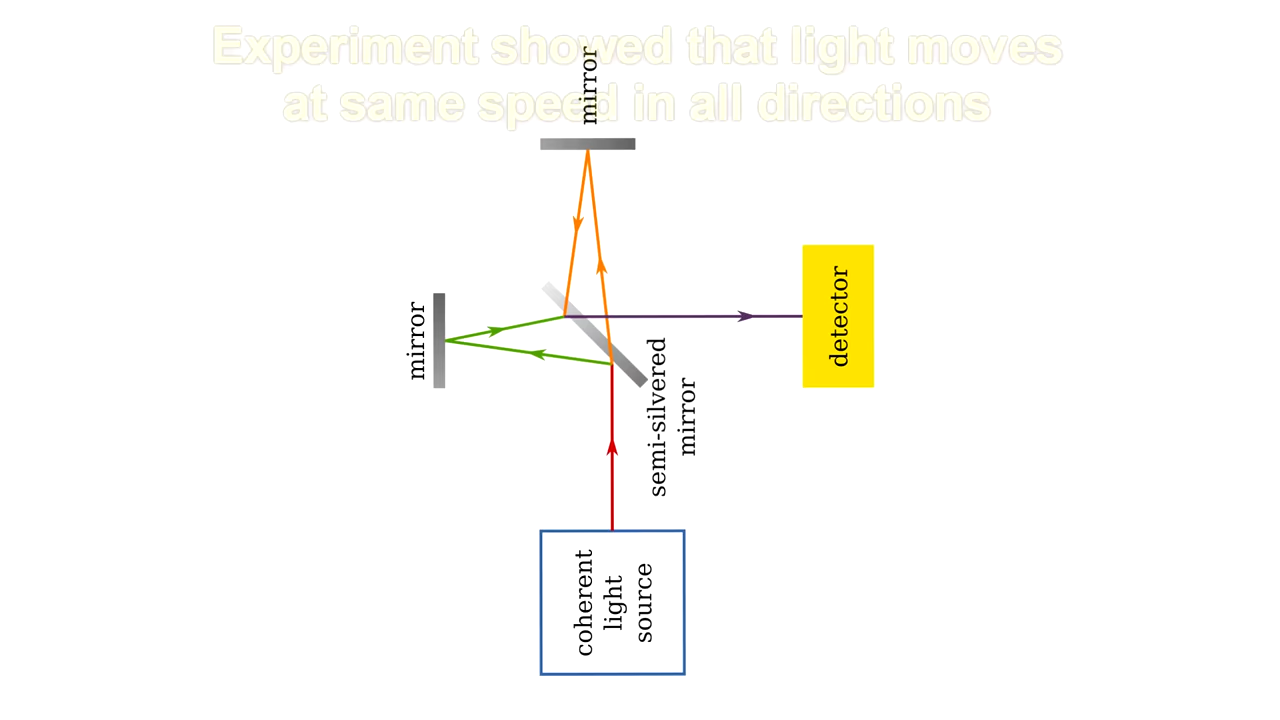 Experiment showed that light moves
at same speed in all directions
mirror
mirror
detector
semi-silvered
mirror
coherent
light
source